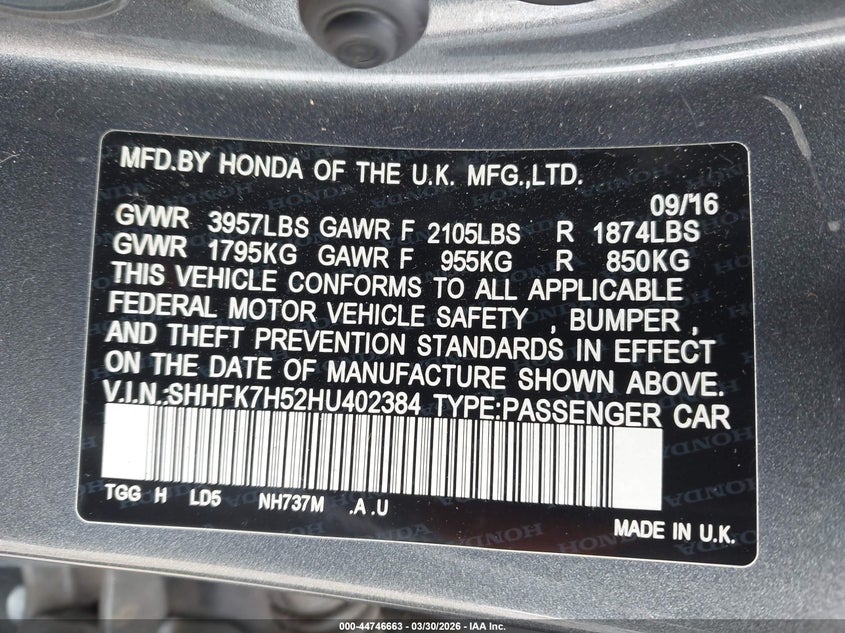 MFD.BY HONDA OF THE U.K. MFG.,LTD.
09/16
GVWR 3957LBS GAWR F 2105LBS R 1874LBS
GVWR 1795KG GAWR F 955KG R 850KG
THIS VEHICLE CONFORMS TO ALL APPLICABLE
FEDERAL MOTOR VEHICLE SAFETY , BUMPER ,
AND THEFT PREVENTION STANDARDS IN EFFECT
ON THE DATE OF MANUFACTURE SHOWN ABOVE.
V.I.N.:SHHFK7H52HU402384 TYPE:PASSENGER CAR
TGG H LD5 NH737M .A .U
MADE IN U.K.
000-44746663 — 03/30/2026 — IAA Inc.